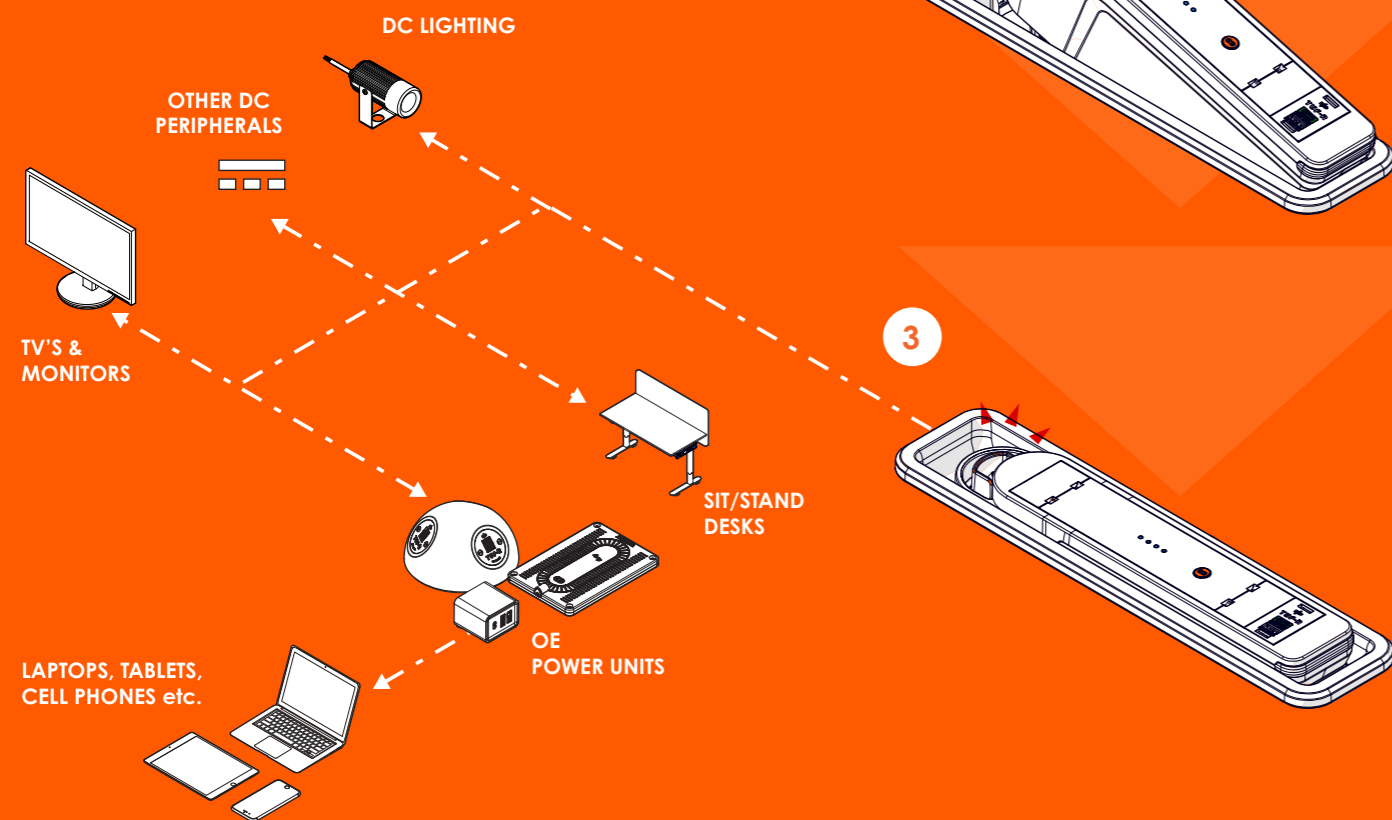 DC LIGHTING
OTHER DC
PERIPHERALS
TV'S &
MONITORS
3
SIT/STAND
DESKS
OE
POWER UNITS
LAPTOPS, TABLETS,
CELL PHONES etc.